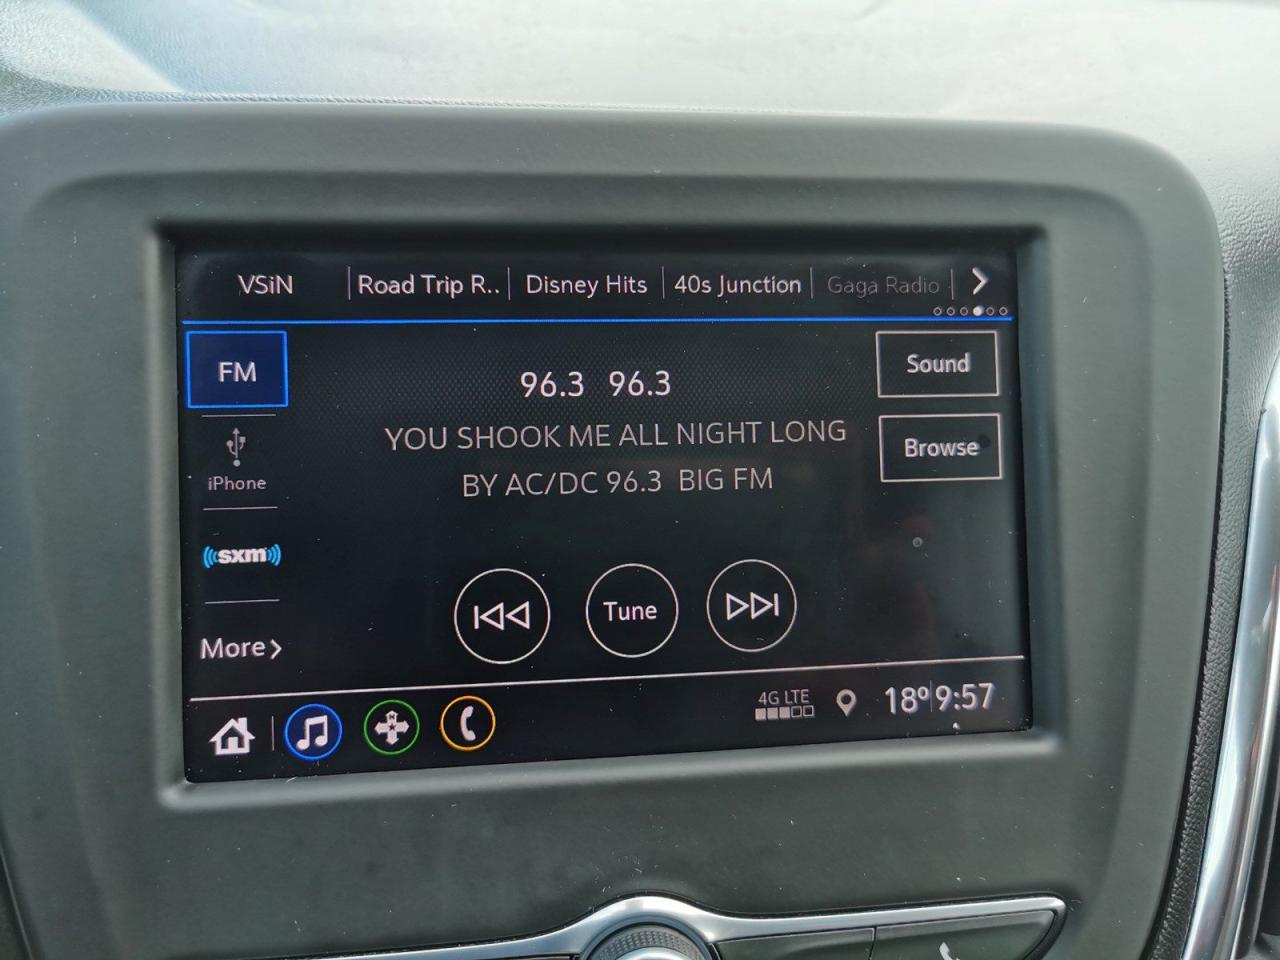 VSiN Road Trip R.. Disney Hits 40s Junction Gaga Radio
FM
96.3 96.3
Sound
YOU SHOOK ME ALL NIGHT LONG
Browse
iPhone
BY AC/DC 96.3 BIG FM
sxm
Tune
More
4G LTE
18° 9:57